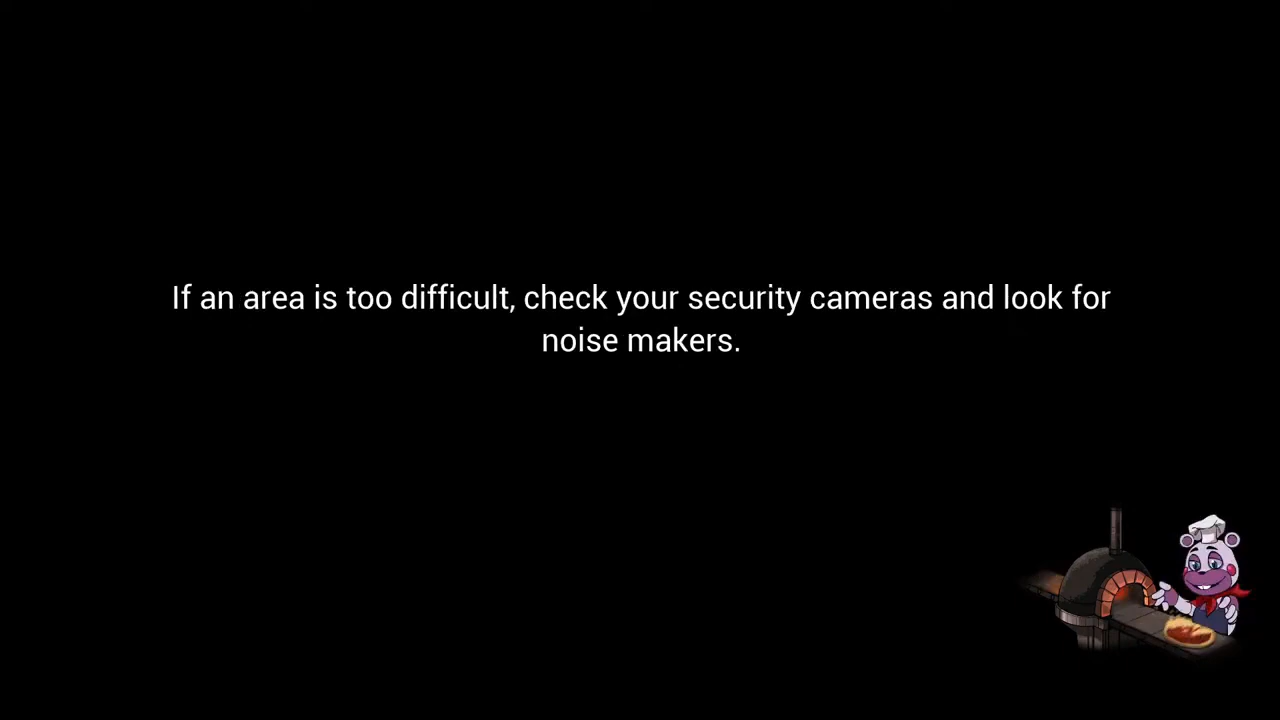 If an area is too difficult, check your security cameras and look for
noise makers.